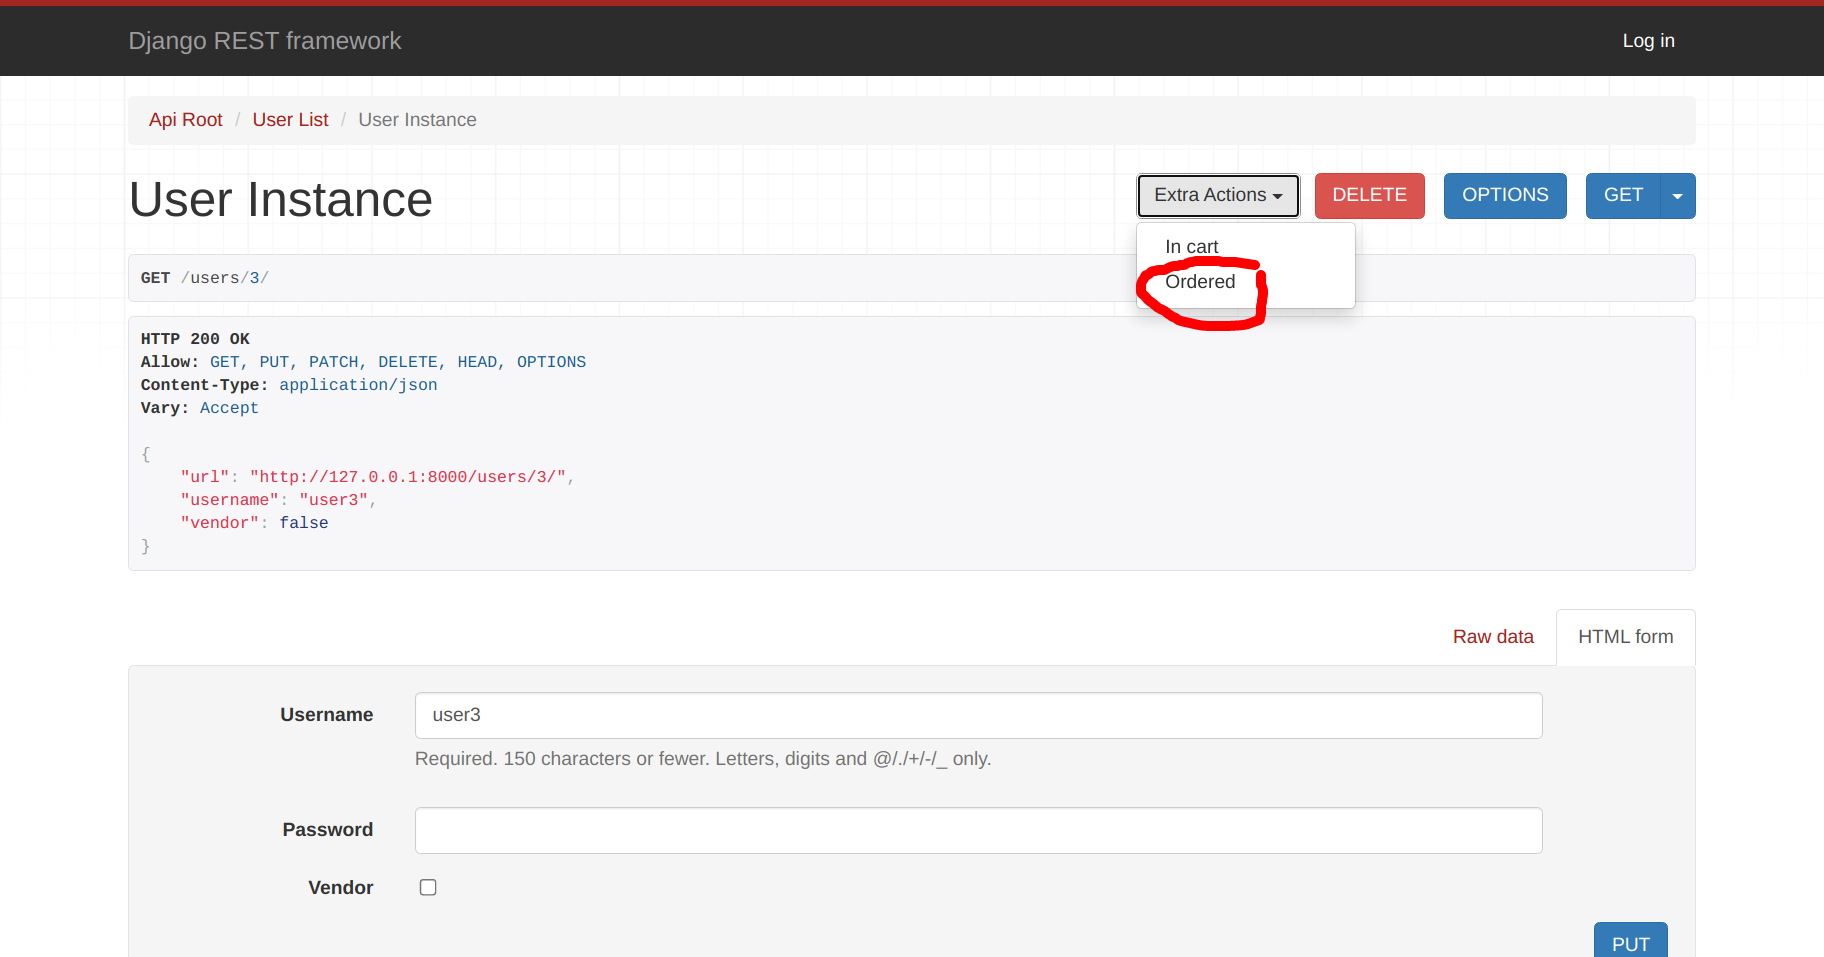 Django REST framework Log in
Api Root / User List / User Instance
User Instance Extra Actions DELETE OPTIONS GET
In cart
Ordered
GET /users/3/
HTTP 200 OK
Allow: GET, PUT, PATCH, DELETE, HEAD, OPTIONS
Content-Type: application/json
Vary: Accept
{
"url": "http://127.0.0.1:8000/users/3/",
"username": "user3",
"vendor": false
}
Raw data HTML form
Username user3
Required. 150 characters or fewer. Letters, digits and @/./+/-/_ only.
Password
Vendor
PUT